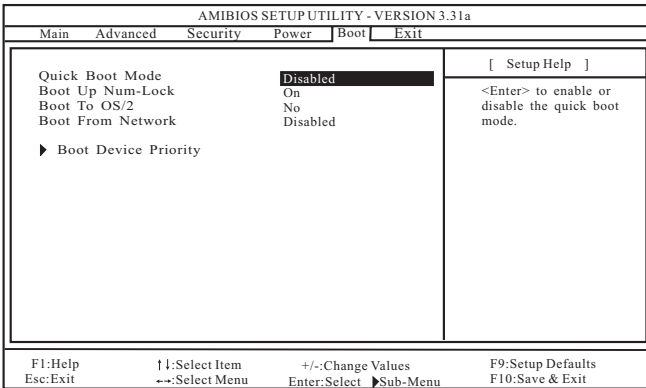 AMIBIOS SETUP UTILITY - VERSION 3.31a
Main Advanced Security Power Boot Exit
[ Setup Help ]
Quick Boot Mode Disabled
Boot Up Num-Lock On
Boot To OS/2 No
Boot From Network Disabled
▶ Boot Device Priority
<Enter> to enable or
disable the quick boot
mode.
F1:Help ↑↓:Select Item +/-:Change Values F9:Setup Defaults
Esc:Exit ←→:Select Menu Enter:Select ▶Sub-Menu F10:Save & Exit